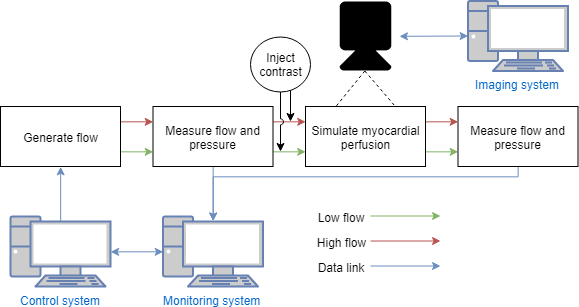 Inject
contrast
Imaging system
Generate flow
Measure flow and
pressure
Simulate myocardial
perfusion
Measure flow and
pressure
Low flow
High flow
Data link
Control system
Monitoring system